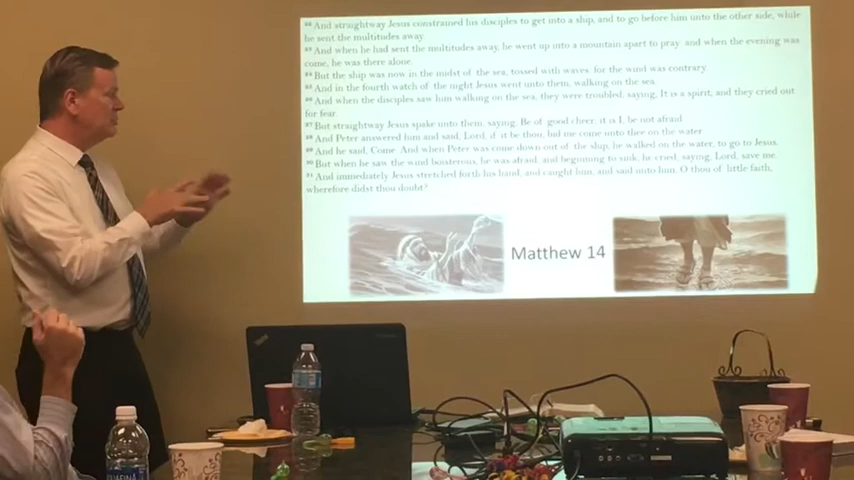 22 And straightway Jesus constrained his disciples to get into a ship, and to go before him unto the other side, while
he sent the multitudes away.
23 And when he had sent the multitudes away, he went up into a mountain apart to pray: and when the evening was
come, he was there alone.
24 But the ship was now in the midst of the sea, tossed with waves: for the wind was contrary.
25 And in the fourth watch of the night Jesus went unto them, walking on the sea.
26 And when the disciples saw him walking on the sea, they were troubled, saying, It is a spirit; and they cried out
for fear.
27 But straightway Jesus spake unto them, saying, Be of good cheer; it is I; be not afraid.
28 And Peter answered him and said, Lord, if it be thou, bid me come unto thee on the water.
29 And he said, Come. And when Peter was come down out of the ship, he walked on the water, to go to Jesus.
30 But when he saw the wind boisterous, he was afraid; and beginning to sink, he cried, saying, Lord, save me.
31 And immediately Jesus stretched forth his hand, and caught him, and said unto him, O thou of little faith,
wherefore didst thou doubt?
Matthew 14
AQUAFINA